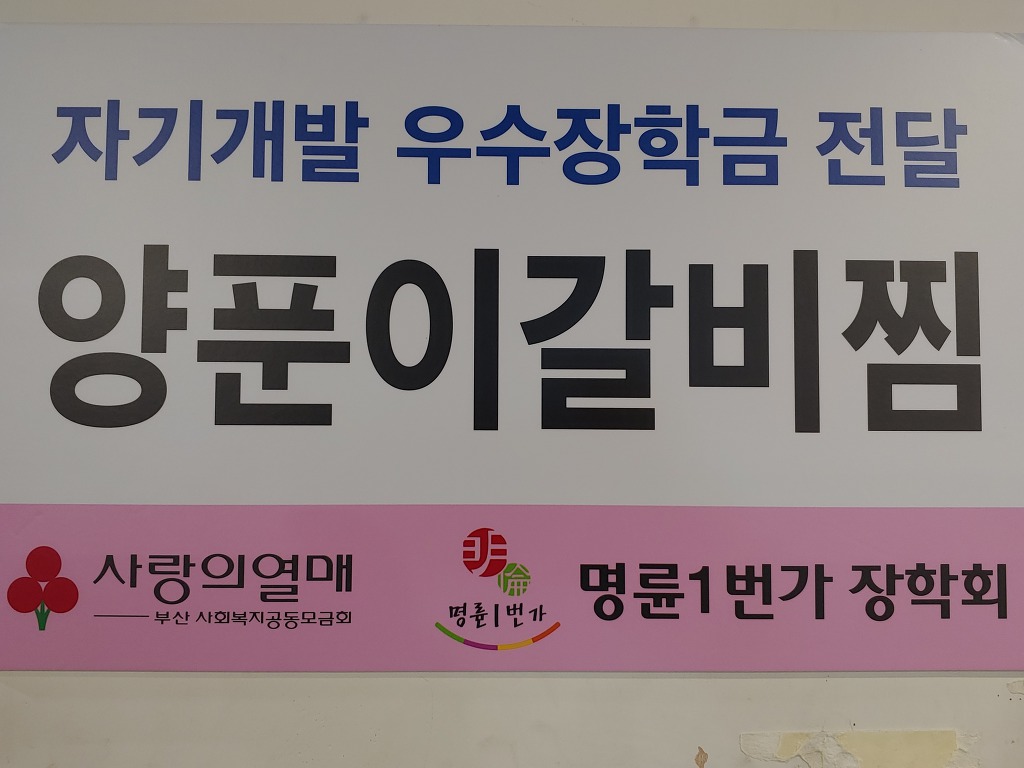 자기개발 우수장학금 전달
양푼이갈비찜
사랑의열매
부산 사회복지공동모금회
명륜1번가
명륜1번가 장학회